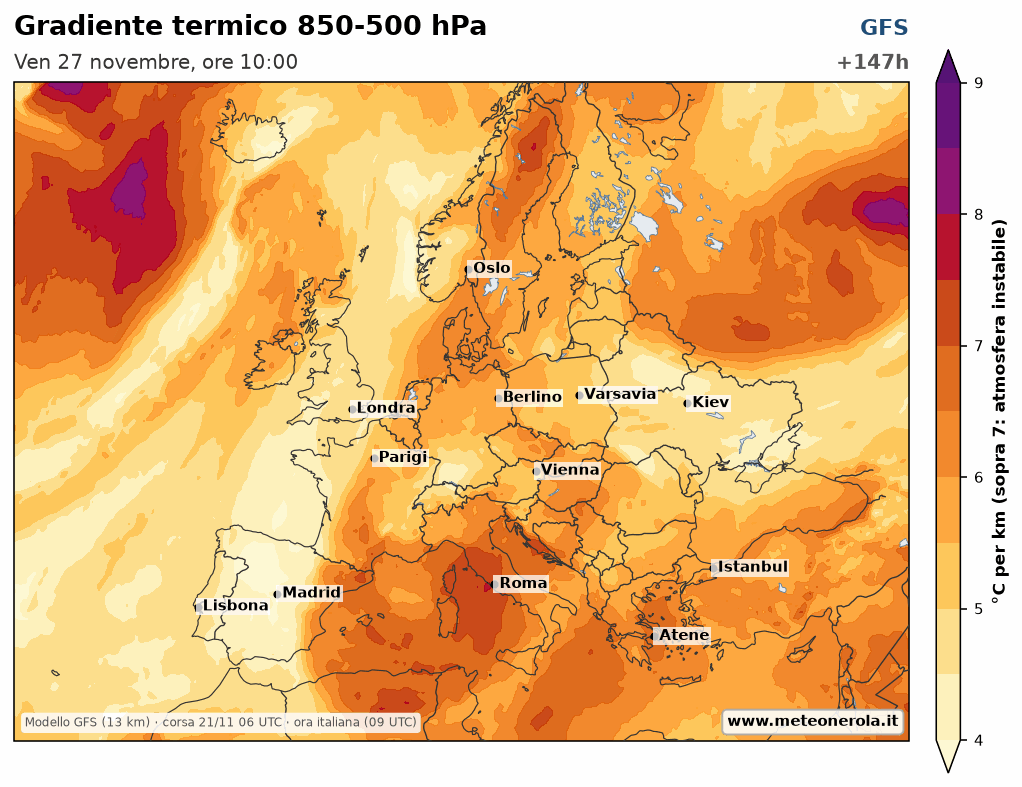 Gradiente termico 850-500 hPa
GFS
Ven 27 novembre, ore 10:00
+147h
9
8
7
6
5
4
°C per km (sopra 7: atmosfera instabile)
Oslo
Londra
Berlino
Varsavia
Kiev
Parigi
Vienna
Istanbul
Roma
Madrid
Lisbona
Atene
Modello GFS (13 km) · corsa 21/11 06 UTC · ora italiana (09 UTC)
www.meteonerola.it